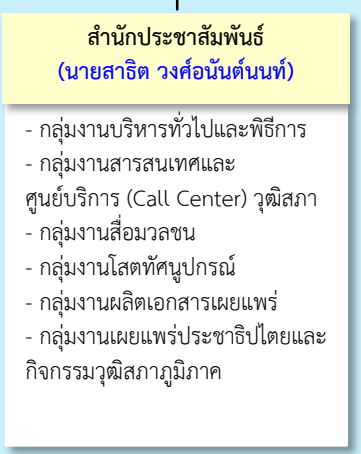 สำนักประชาสัมพันธ์
(นายสาธิต วงศ์อนันต์นนท์)
- กลุ่มงานบริหารทั่วไปและพิธีการ
- กลุ่มงานสารสนเทศและ
ศูนย์บริการ (Call Center) วุฒิสภา
- กลุ่มงานสื่อมวลชน
- กลุ่มงานโสตทัศนูปกรณ์
- กลุ่มงานผลิตเอกสารเผยแพร่
- กลุ่มงานเผยแพร่ประชาธิปไตยและ
กิจกรรมวุฒิสภาภูมิภาค